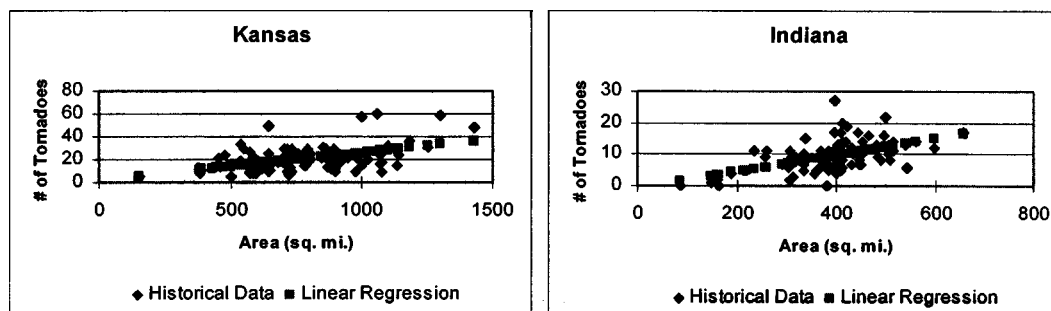 Kansas
# of Tornadoes
80
60
40
20
0
0 500 1000 1500
Area (sq. mi.)
Historical Data Linear Regression
Indiana
# of Tornadoes
30
20
10
0
0 200 400 600 800
Area (sq. mi.)
Historical Data Linear Regression